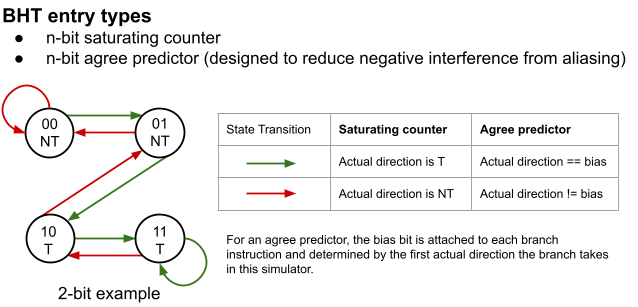 BHT entry types
● n-bit saturating counter
● n-bit agree predictor (designed to reduce negative interference from aliasing)
00
NT
01
NT
10
T
11
T
2-bit example
State Transition Saturating counter Agree predictor
Actual direction is T Actual direction == bias
Actual direction is NT Actual direction != bias
For an agree predictor, the bias bit is attached to each branch
instruction and determined by the first actual direction the branch takes
in this simulator.